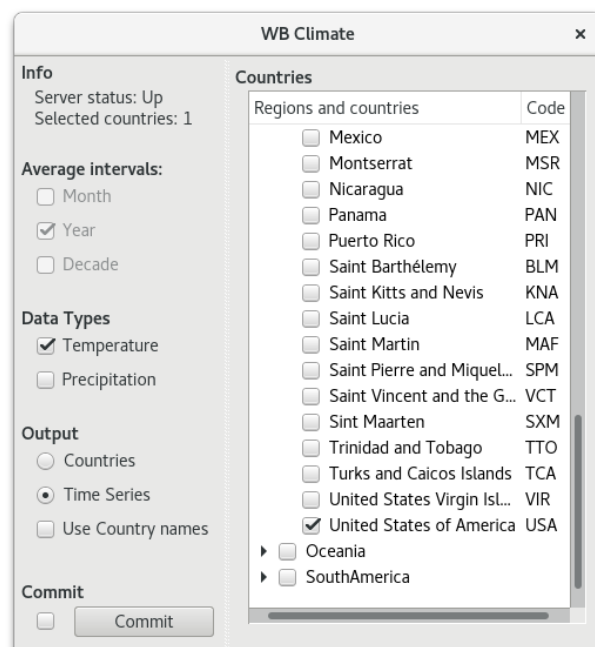 WB Climate ×
Info
Server status: Up
Selected countries: 1
Average intervals:
Month
Year
Decade
Data Types
Temperature
Precipitation
Output
Countries
Time Series
Use Country names
Commit
Commit
Countries
Regions and countries Code
Mexico MEX
Montserrat MSR
Nicaragua NIC
Panama PAN
Puerto Rico PRI
Saint Barthélemy BLM
Saint Kitts and Nevis KNA
Saint Lucia LCA
Saint Martin MAF
Saint Pierre and Miquel... SPM
Saint Vincent and the G... VCT
Sint Maarten SXM
Trinidad and Tobago TTO
Turks and Caicos Islands TCA
United States Virgin Isl... VIR
United States of America USA
Oceania
SouthAmerica